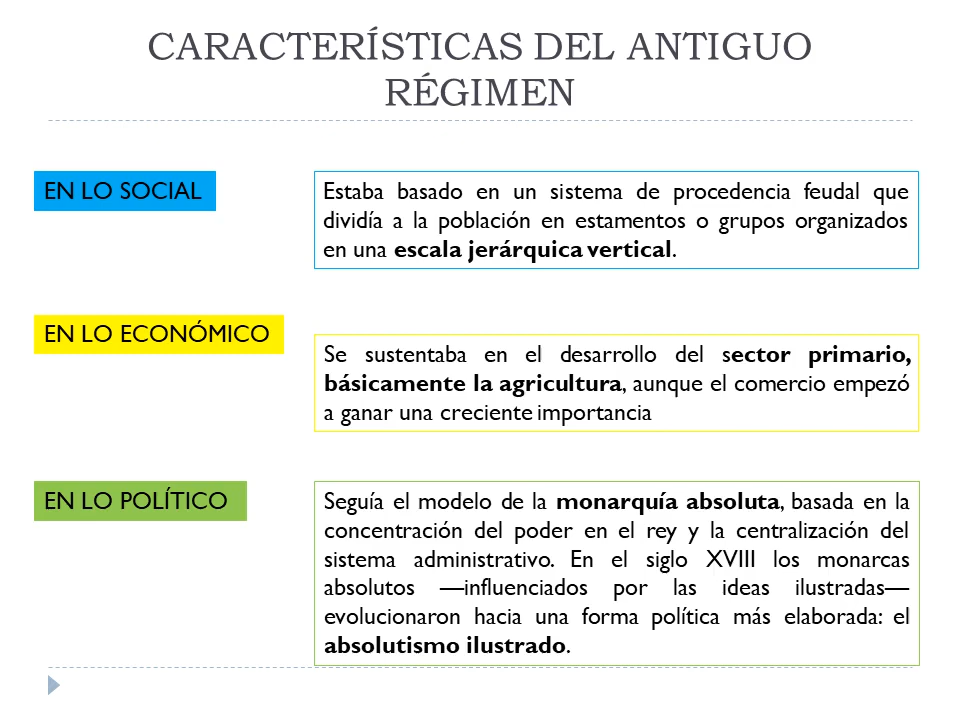 CARACTERÍSTICAS DEL ANTIGUO
RÉGIMEN
EN LO SOCIAL
Estaba basado en un sistema de procedencia feudal que
dividía a la población en estamentos o grupos organizados
en una escala jerárquica vertical.
EN LO ECONÓMICO
Se sustentaba en el desarrollo del sector primario,
básicamente la agricultura, aunque el comercio empezó
a ganar una creciente importancia
EN LO POLÍTICO
Seguía el modelo de la monarquía absoluta, basada en la
concentración del poder en el rey y la centralización del
sistema administrativo. En el siglo XVIII los monarcas
absolutos —influenciados por las ideas ilustradas—
evolucionaron hacia una forma política más elaborada: el
absolutismo ilustrado.